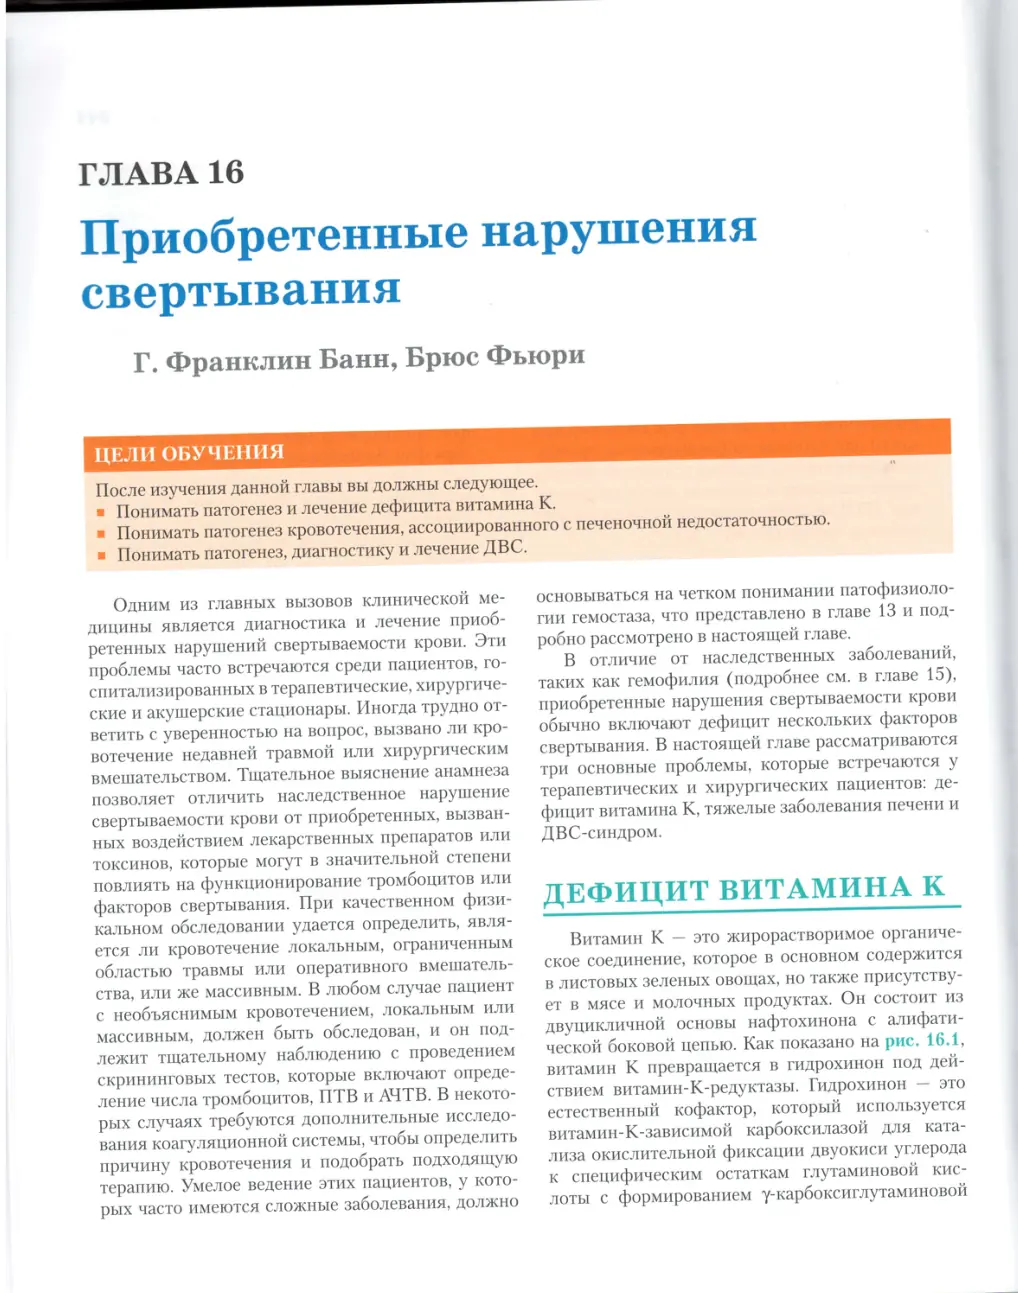 ГЛАВА 16
Приобретенные нарушения
свертывания
Г. Франклин Банн, Брюс Фьюри
ЦЕЛИ ОБУЧЕНИЯ
После изучения данной главы вы должны следующее.
▪ Понимать патогенез и лечение дефицита витамина К.
▪ Понимать патогенез кровотечения, ассоциированного с печеночной недостаточностью.
▪ Понимать патогенез, диагностику и лечение ДВС.
Одним из главных вызовов клинической ме-
дицины является диагностика и лечение приоб-
ретенных нарушений свертываемости крови. Эти
проблемы часто встречаются среди пациентов, го-
спитализированных в терапевтические, хирургиче-
ские и акушерские стационары. Иногда трудно от-
ветить с уверенностью на вопрос, вызвано ли кро-
вотечение недавней травмой или хирургическим
вмешательством. Тщательное выяснение анамнеза
позволяет отличить наследственное нарушение
свертываемости крови от приобретенных, вызван-
ных воздействием лекарственных препаратов или
токсинов, которые могут в значительной степени
повлиять на функционирование тромбоцитов или
факторов свертывания. При качественном физи-
кальном обследовании удается определить, явля-
ется ли кровотечение локальным, ограниченным
областью травмы или оперативного вмешатель-
ства, или же массивным. В любом случае пациент
с необъяснимым кровотечением, локальным или
массивным, должен быть обследован, и он под-
лежит тщательному наблюдению с проведением
скрининговых тестов, которые включают опреде-
ление числа тромбоцитов, ПТВ и АЧТВ. В некото-
рых случаях требуются дополнительные исследо-
вания коагуляционной системы, чтобы определить
причину кровотечения и подобрать подходящую
терапию. Умелое ведение этих пациентов, у кото-
рых часто имеются сложные заболевания, должно
основываться на четком понимании патофизиоло-
гии гемостаза, что представлено в главе 13 и под-
робно рассмотрено в настоящей главе.
В отличие от наследственных заболеваний,
таких как гемофилия (подробнее см. в главе 15),
приобретенные нарушения свертываемости крови
обычно включают дефицит нескольких факторов
свертывания. В настоящей главе рассматриваются
три основные проблемы, которые встречаются у
терапевтических и хирургических пациентов: де-
фицит витамина К, тяжелые заболевания печени и
ДВС-синдром.
ДЕФИЦИТ ВИТАМИНА К
Витамин К — это жирорастворимое органиче-
ское соединение, которое в основном содержится
в листовых зеленых овощах, но также присутству-
ет в мясе и молочных продуктах. Он состоит из
двуцикличной основы нафтохинона с алифати-
ческой боковой цепью. Как показано на рис. 16.1,
витамин К превращается в гидрохинон под дей-
ствием витамин-К-редуктазы. Гидрохинон — это
естественный кофактор, который используется
витамин-К-зависимой карбоксилазой для ката-
лиза окислительной фиксации двуокиси углерода
к специфическим остаткам глутаминовой кис-
лоты с формированием γ-карбоксиглутаминовой